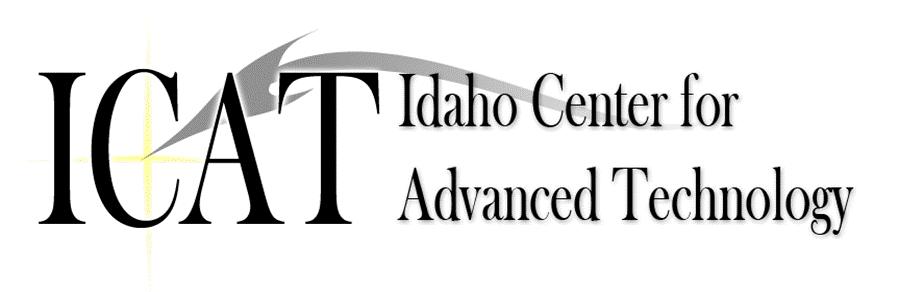 ICAT
Idaho Center for
Advanced Technology